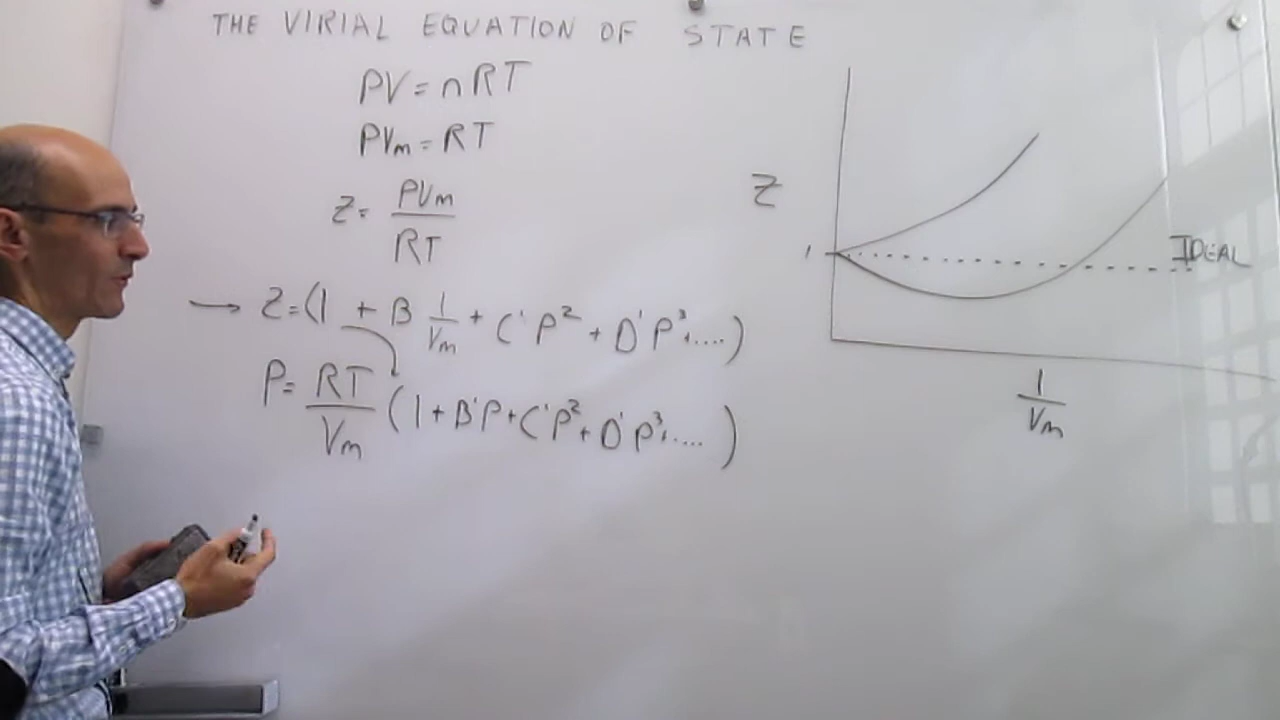 THE VIRIAL EQUATION OF STATE
PV = nRT
PVm = RT
Z = PVm / RT
→ Z = (1 + B 1/Vm + C' P² + D' P³ + ....)
P = RT/Vm (1 + B'P + C'P² + D'P³ + ....)
Z
1
IDEAL
1/Vm